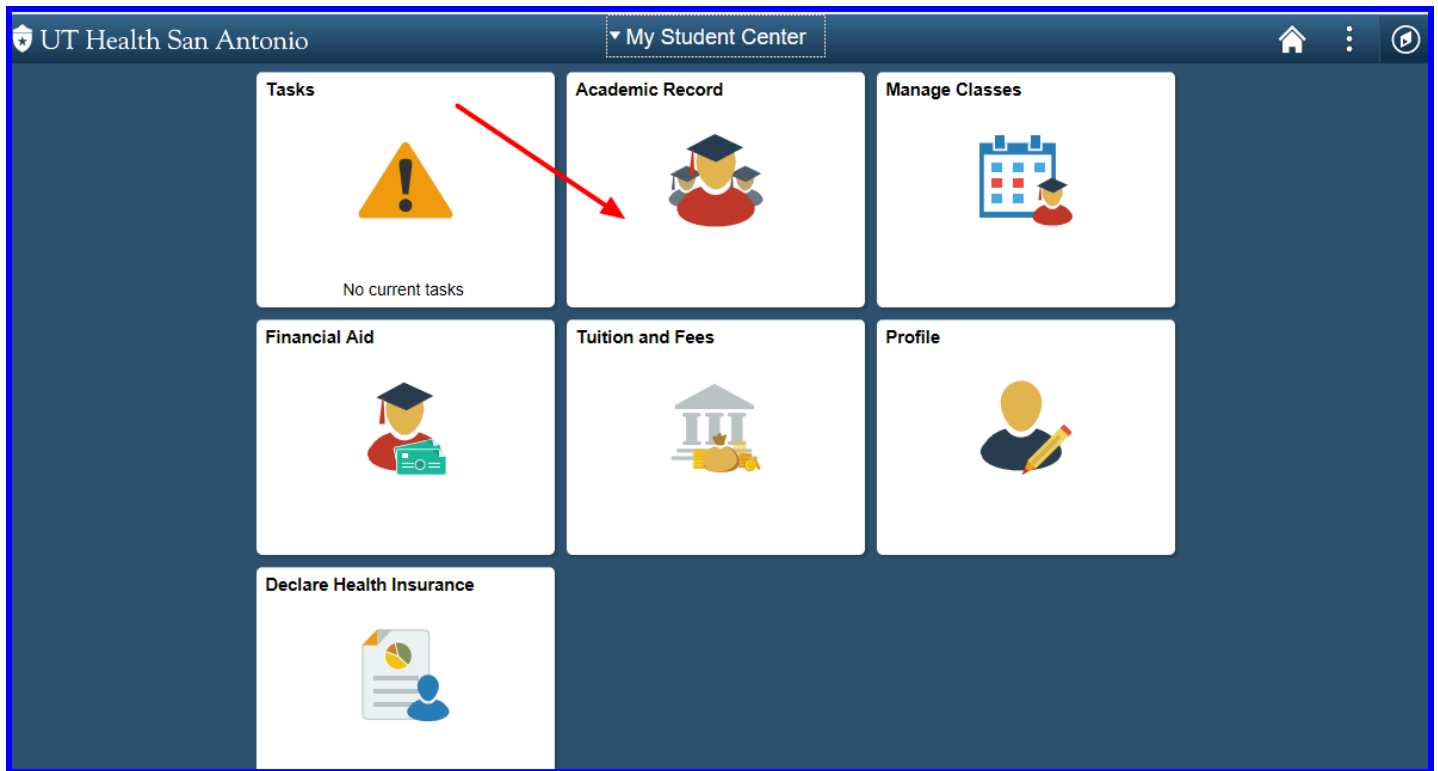 UT Health San Antonio
My Student Center
Tasks
Academic Record
Manage Classes
No current tasks
Financial Aid
Tuition and Fees
Profile
Declare Health Insurance